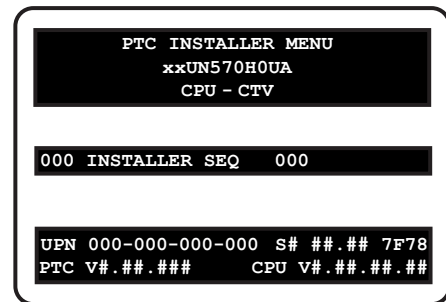 PTC INSTALLER MENU
xxUN570H0UA
CPU – CTV
000 INSTALLER SEQ 000
UPN 000-000-000-000 S# ##.## 7F78
PTC V#.##.### CPU V#.##.##.##